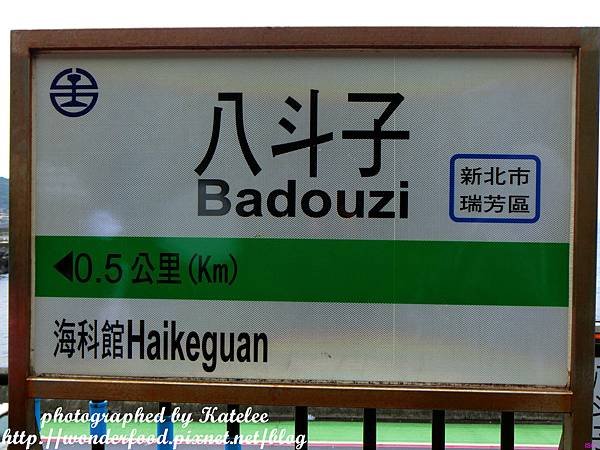 八斗子
Badouzi
新北市
瑞芳區
◀0.5公里(Km)
海科館Haikeguan
photographed by Katelee
http://wonderfood.pixnet.net/blog